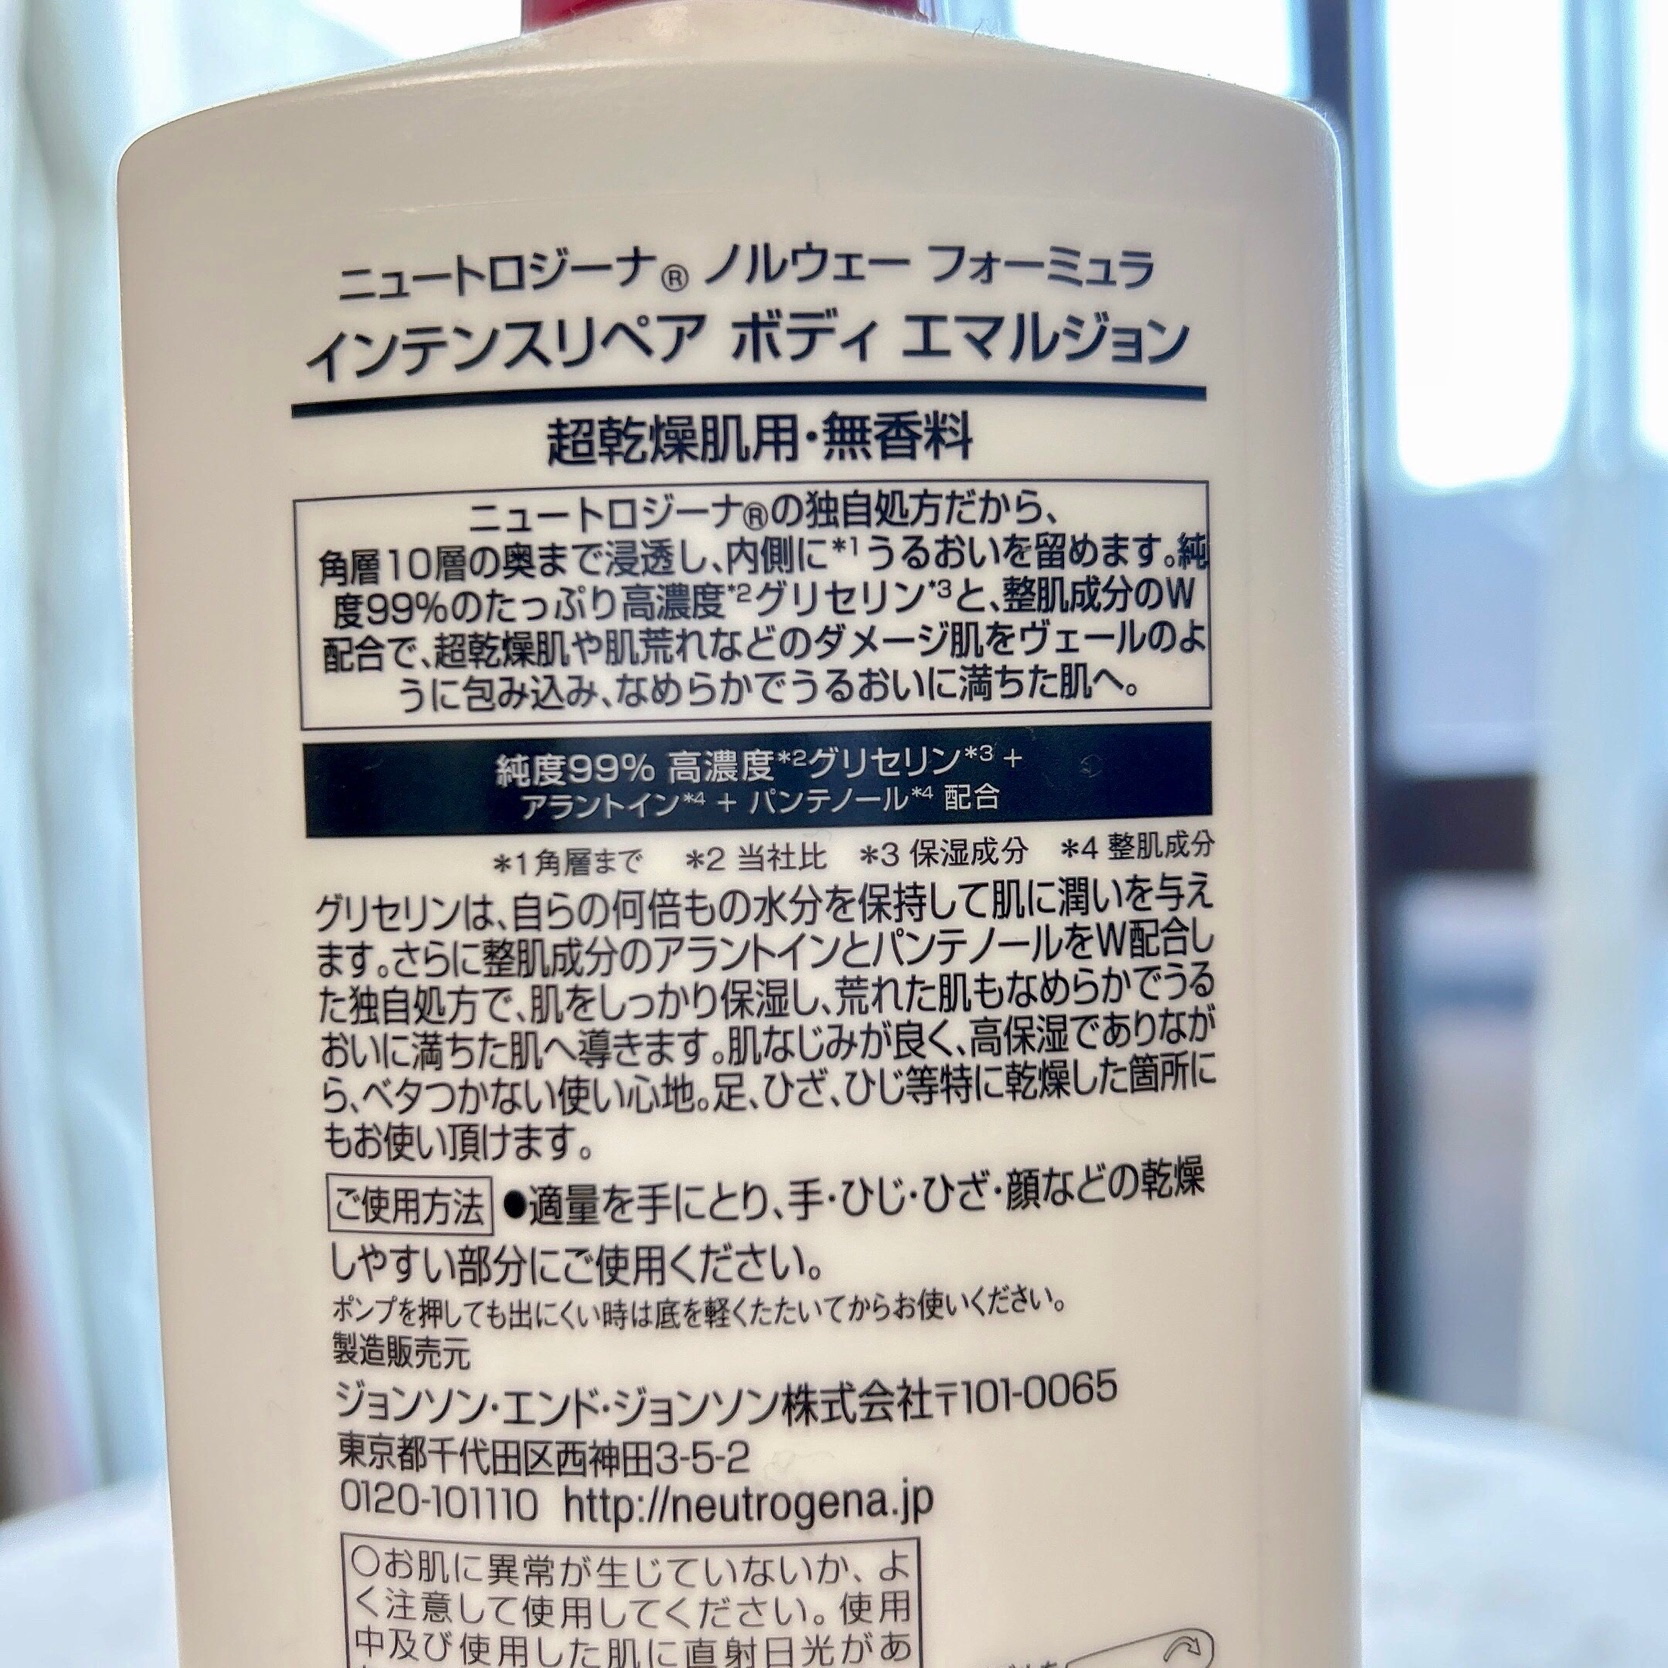 ニュートロジーナ® ノルウェー フォーミュラ
インテンスリペア ボディ エマルジョン
超乾燥肌用・無香料
ニュートロジーナ®の独自処方だから、
角層10層の奥まで浸透し、内側に*1うるおいを留めます。純
度99%のたっぷり高濃度*2グリセリン*3と、整肌成分のW
配合で、超乾燥肌や肌荒れなどのダメージ肌をヴェールのよ
うに包み込み、なめらかでうるおいに満ちた肌へ。
純度99% 高濃度*2グリセリン*3 +
アラントイン*4 + パンテノール*4 配合
*1角層まで *2 当社比 *3 保湿成分 *4 整肌成分
グリセリンは、自らの何倍もの水分を保持して肌に潤いを与え
ます。さらに整肌成分のアラントインとパンテノールをW配合し
た独自処方で、肌をしっかり保湿し、荒れた肌もなめらかでうる
おいに満ちた肌へ導きます。肌なじみが良く、高保湿でありなが
ら、ベタつかない使い心地。足、ひざ、ひじ等特に乾燥した箇所に
もお使い頂けます。
ご使用方法 ●適量を手にとり、手・ひじ・ひざ・顔などの乾燥
しやすい部分にご使用ください。
ポンプを押しても出にくい時は底を軽くたたいてからお使いください。
製造販売元
ジョンソン・エンド・ジョンソン株式会社〒101-0065
東京都千代田区西神田3-5-2
0120-101110 http://neutrogena.jp
○お肌に異常が生じていないか、よ
く注意して使用してください。使用
中及び使用した肌に直射日光があ